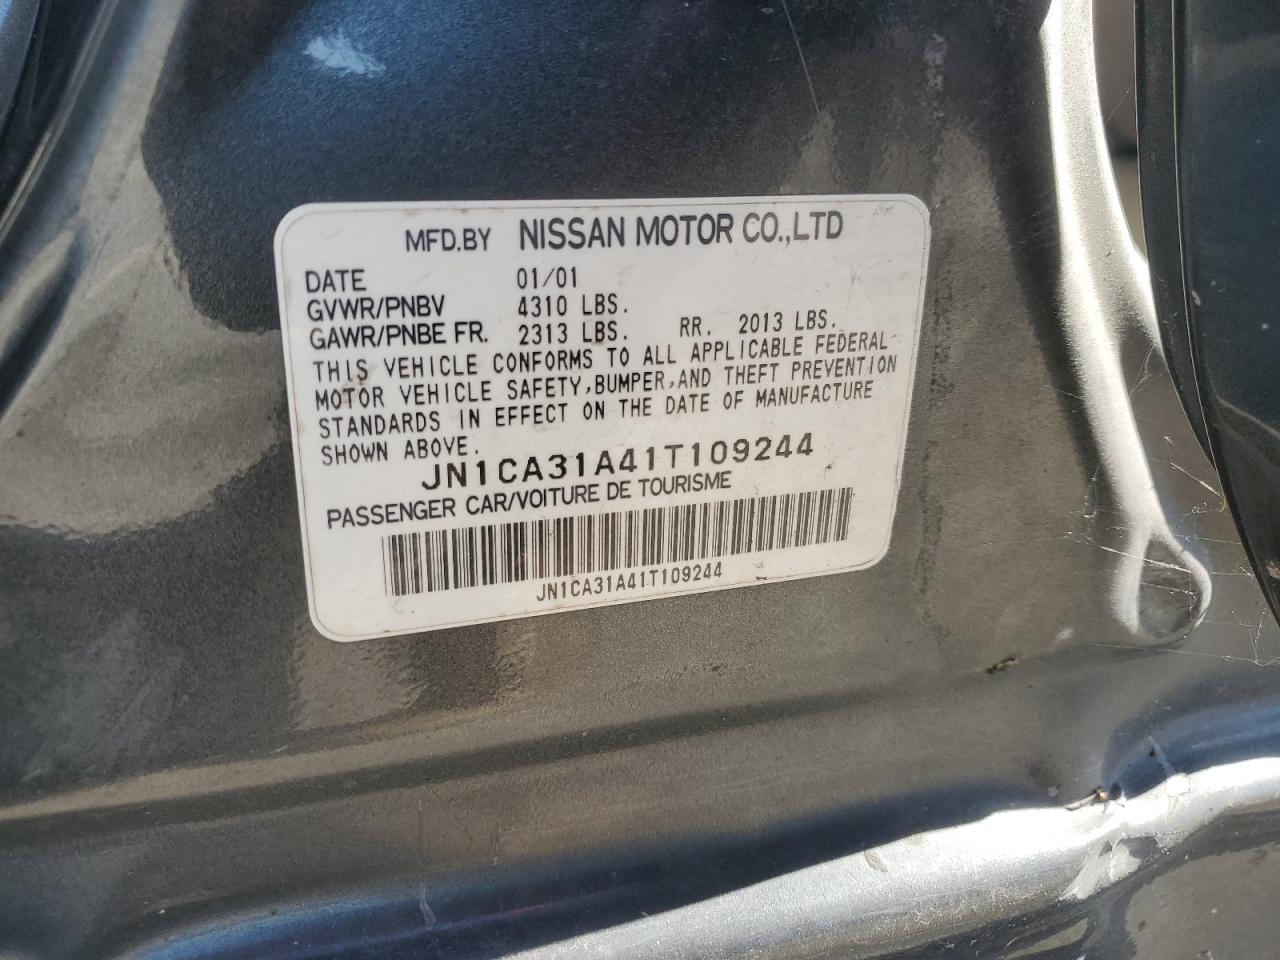 MFD.BY NISSAN MOTOR CO.,LTD
DATE 01/01
GVWR/PNBV 4310 LBS.
GAWR/PNBE FR. 2313 LBS. RR. 2013 LBS.
THIS VEHICLE CONFORMS TO ALL APPLICABLE FEDERAL
MOTOR VEHICLE SAFETY,BUMPER,AND THEFT PREVENTION
STANDARDS IN EFFECT ON THE DATE OF MANUFACTURE
SHOWN ABOVE.
JN1CA31A41T109244
PASSENGER CAR/VOITURE DE TOURISME
JN1CA31A41T109244